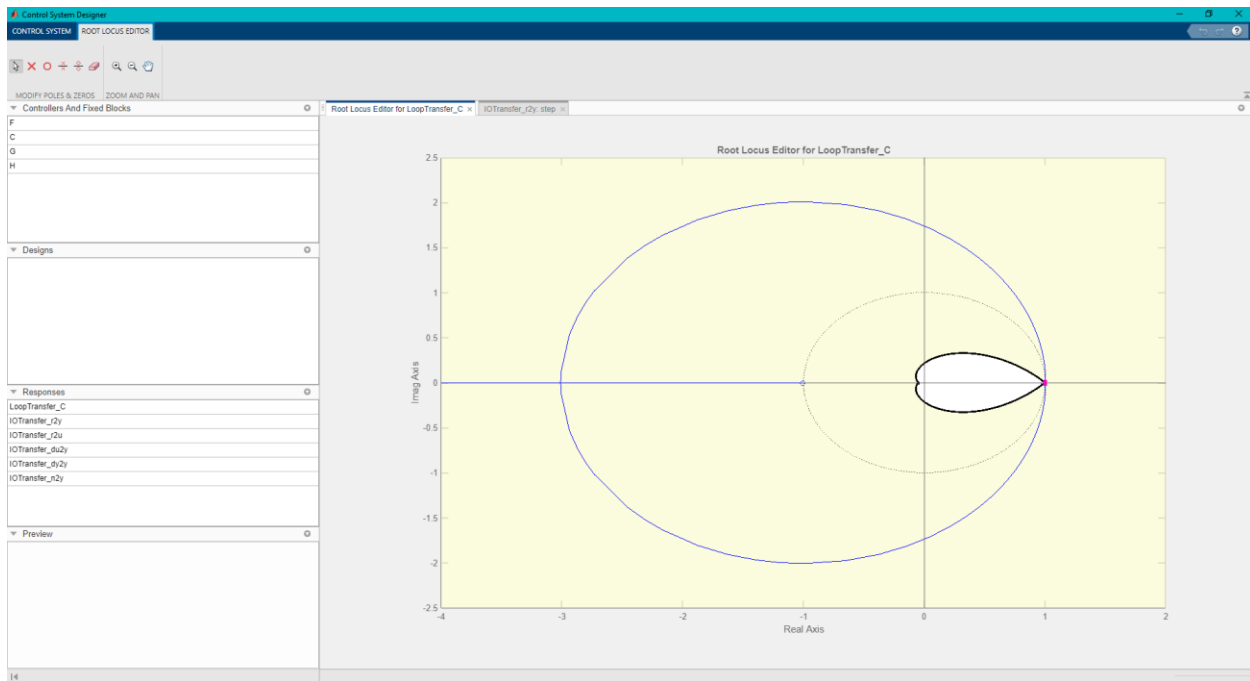 Control System Designer
CONTROL SYSTEM ROOT LOCUS EDITOR
MODIFY POLES & ZEROS ZOOM AND PAN
Controllers And Fixed Blocks
F
C
G
H
Designs
Responses
LoopTransfer_C
IOTransfer_r2y
IOTransfer_r2u
IOTransfer_du2y
IOTransfer_dy2y
IOTransfer_n2y
Preview
Root Locus Editor for LoopTransfer_C IOTransfer_r2y: step
Root Locus Editor for LoopTransfer_C
2.5
2
1.5
1
0.5
0
-0.5
-1
-1.5
-2
-2.5
Imag Axis
-4 -3 -2 -1 0 1 2
Real Axis